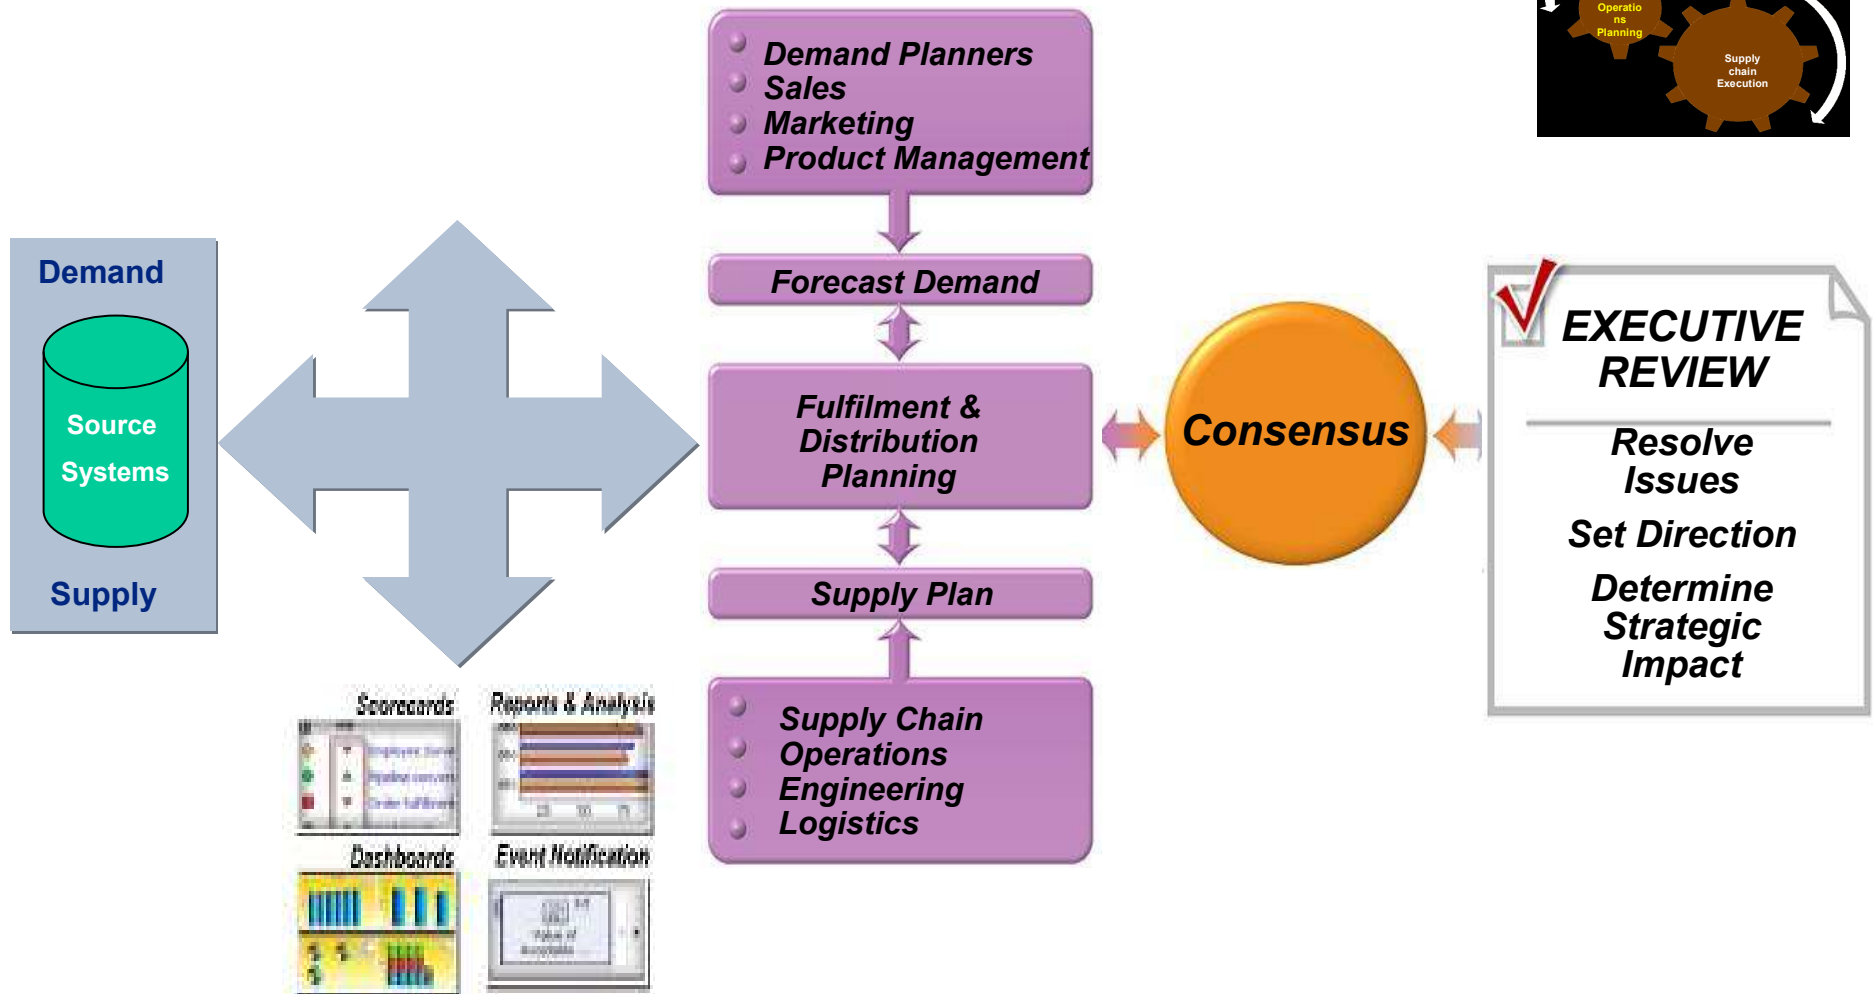 Operatio
ns
Planning
Supply
chain
Execution
Demand Planners
Sales
Marketing
Product Management
Demand
Source
Systems
Supply
Forecast Demand
Fulfilment &
Distribution
Planning
Supply Plan
Supply Chain
Operations
Engineering
Logistics
Consensus
EXECUTIVE
REVIEW
Resolve
Issues
Set Direction
Determine
Strategic
Impact
Scorecards
Reports & Analysis
Dashboards
Event Notification
Value of